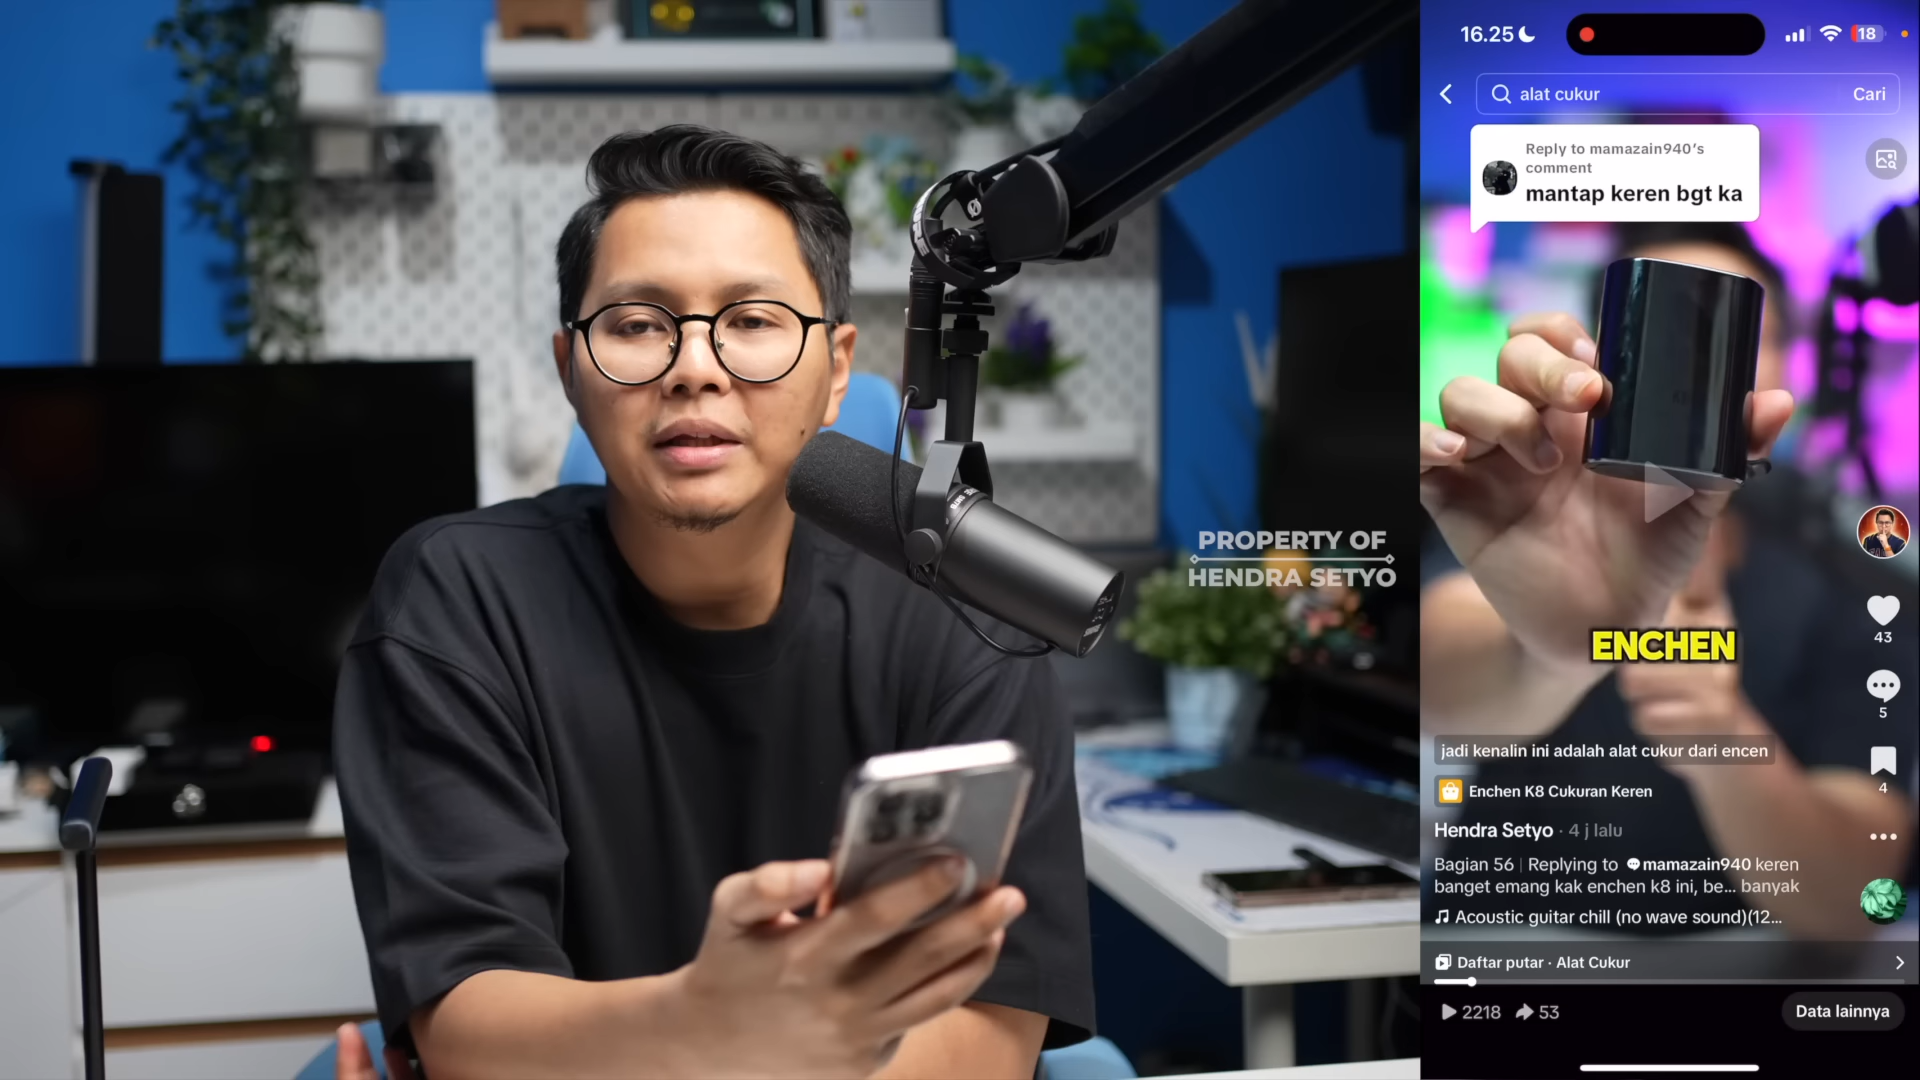 PROPERTY OF
HENDRA SETYO
16.25
18
alat cukur
Cari
Reply to mamazain940's
comment
mantap keren bgt ka
ENCHEN
43
5
jadi kenalin ini adalah alat cukur dari encen
Enchen K8 Cukuran Keren
4
Hendra Setyo · 4 j lalu
Bagian 56 | Replying to mamazain940 keren
banget emang kak enchen k8 ini, be... banyak
Acoustic guitar chill (no wave sound)(12...
Daftar putar · Alat Cukur
2218 53
Data lainnya